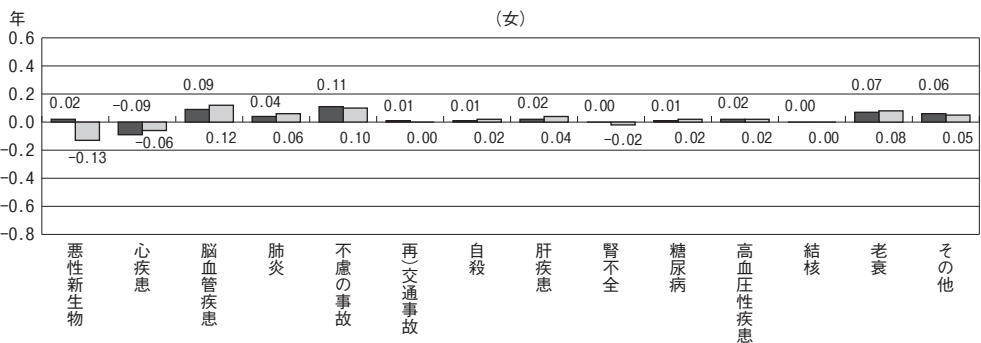 年
(女)
0.6
0.4
0.2
0.0
-0.2
-0.4
-0.6
-0.8
0.02 -0.09 0.09 0.04 0.11 0.01 0.01 0.02 0.00 0.01 0.02 0.00 0.07 0.06
-0.13 -0.06 0.12 0.06 0.10 0.00 0.02 0.04 -0.02 0.02 0.02 0.00 0.08 0.05
悪性新生物
心疾患
脳血管疾患
肺炎
不慮の事故
再)交通事故
自殺
肝疾患
腎不全
糖尿病
高血圧性疾患
結核
老衰
その他